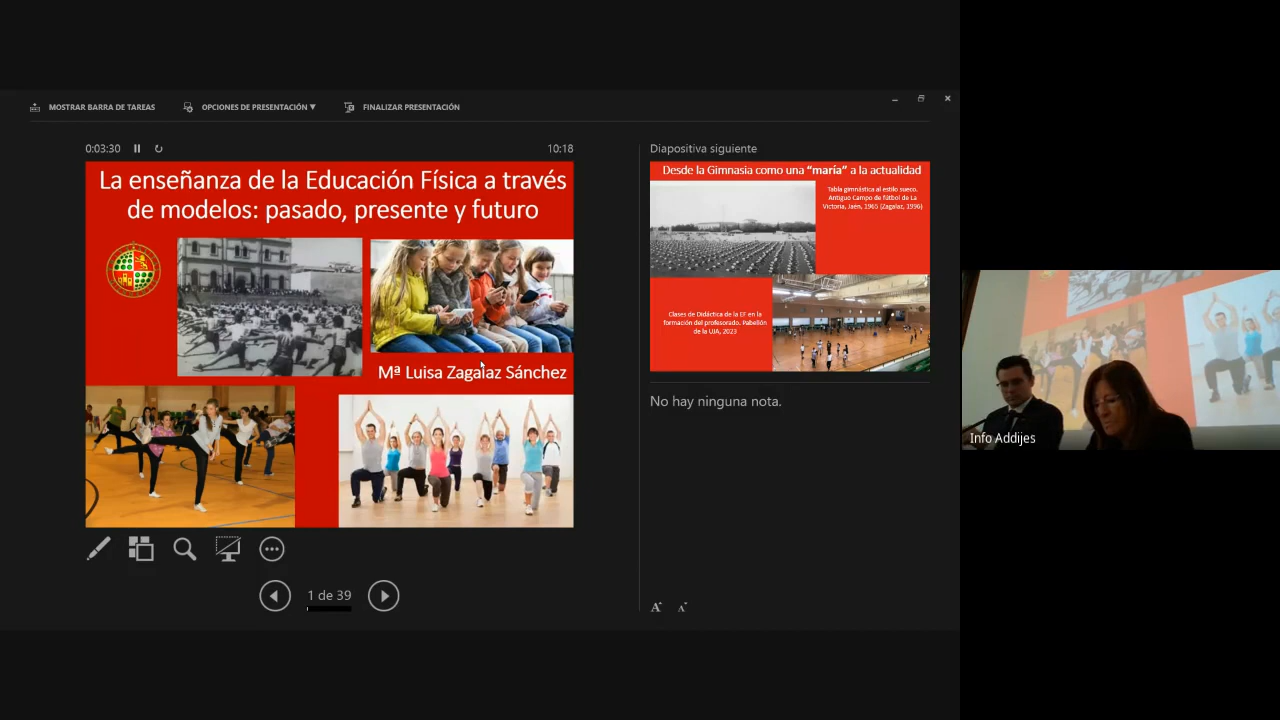 MOSTRAR BARRA DE TAREAS
OPCIONES DE PRESENTACIÓN ▼
FINALIZAR PRESENTACIÓN
0:03:30
10:18
La enseñanza de la Educación Física a través
de modelos: pasado, presente y futuro
Mª Luisa Zagalaz Sánchez
1 de 39
Diapositiva siguiente
Desde la Gimnasia como una “maría” a la actualidad
Tabla gimnástica al estilo sueco.
Antiguo Campo de fútbol de La
Victoria, Jaén, 1965 (Zagalaz, 1996)
Clases de Didáctica de la EF en la
formación del profesorado. Pabellón
de la UJA, 2023
No hay ninguna nota.
A A
Info Addijes